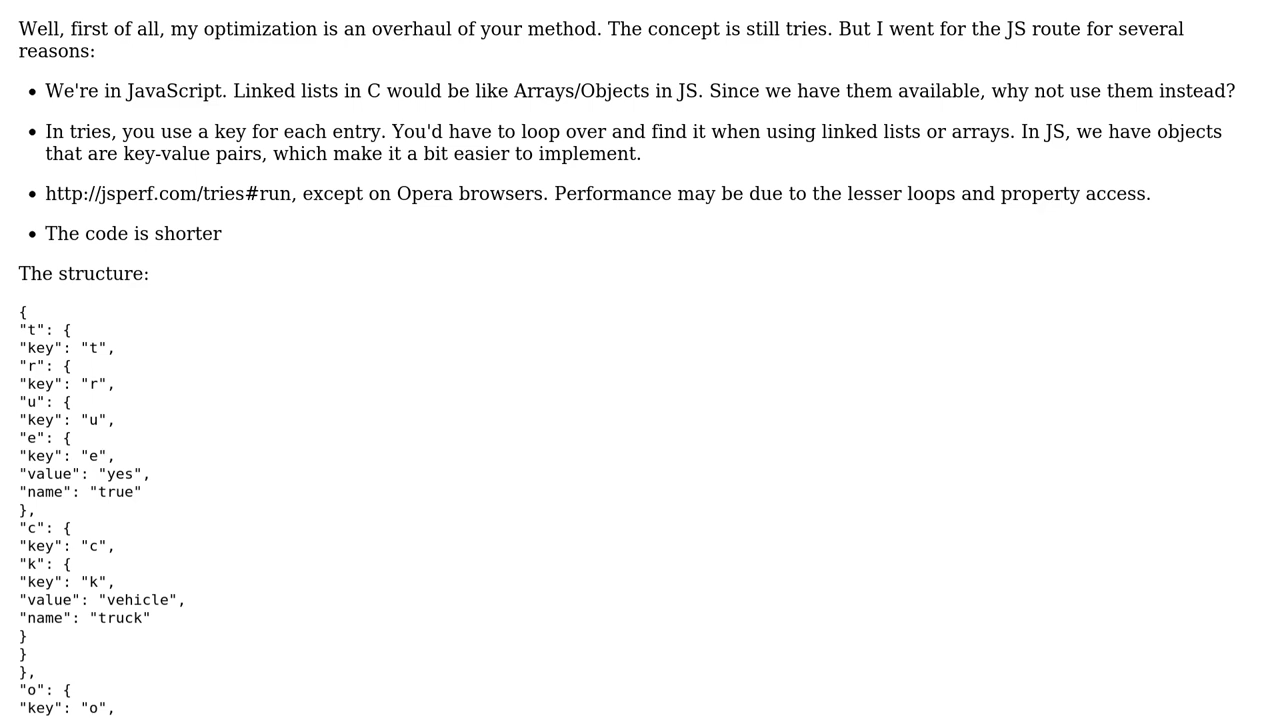 Well, first of all, my optimization is an overhaul of your method. The concept is still tries. But I went for the JS route for several
reasons:
• We're in JavaScript. Linked lists in C would be like Arrays/Objects in JS. Since we have them available, why not use them instead?
• In tries, you use a key for each entry. You'd have to loop over and find it when using linked lists or arrays. In JS, we have objects
that are key-value pairs, which make it a bit easier to implement.
• http://jsperf.com/tries#run, except on Opera browsers. Performance may be due to the lesser loops and property access.
• The code is shorter
The structure:
{
"t": {
"key": "t",
"r": {
"key": "r",
"u": {
"key": "u",
"e": {
"key": "e",
"value": "yes",
"name": "true"
},
"c": {
"key": "c",
"k": {
"key": "k",
"value": "vehicle",
"name": "truck"
}
}
},
"o": {
"key": "o",